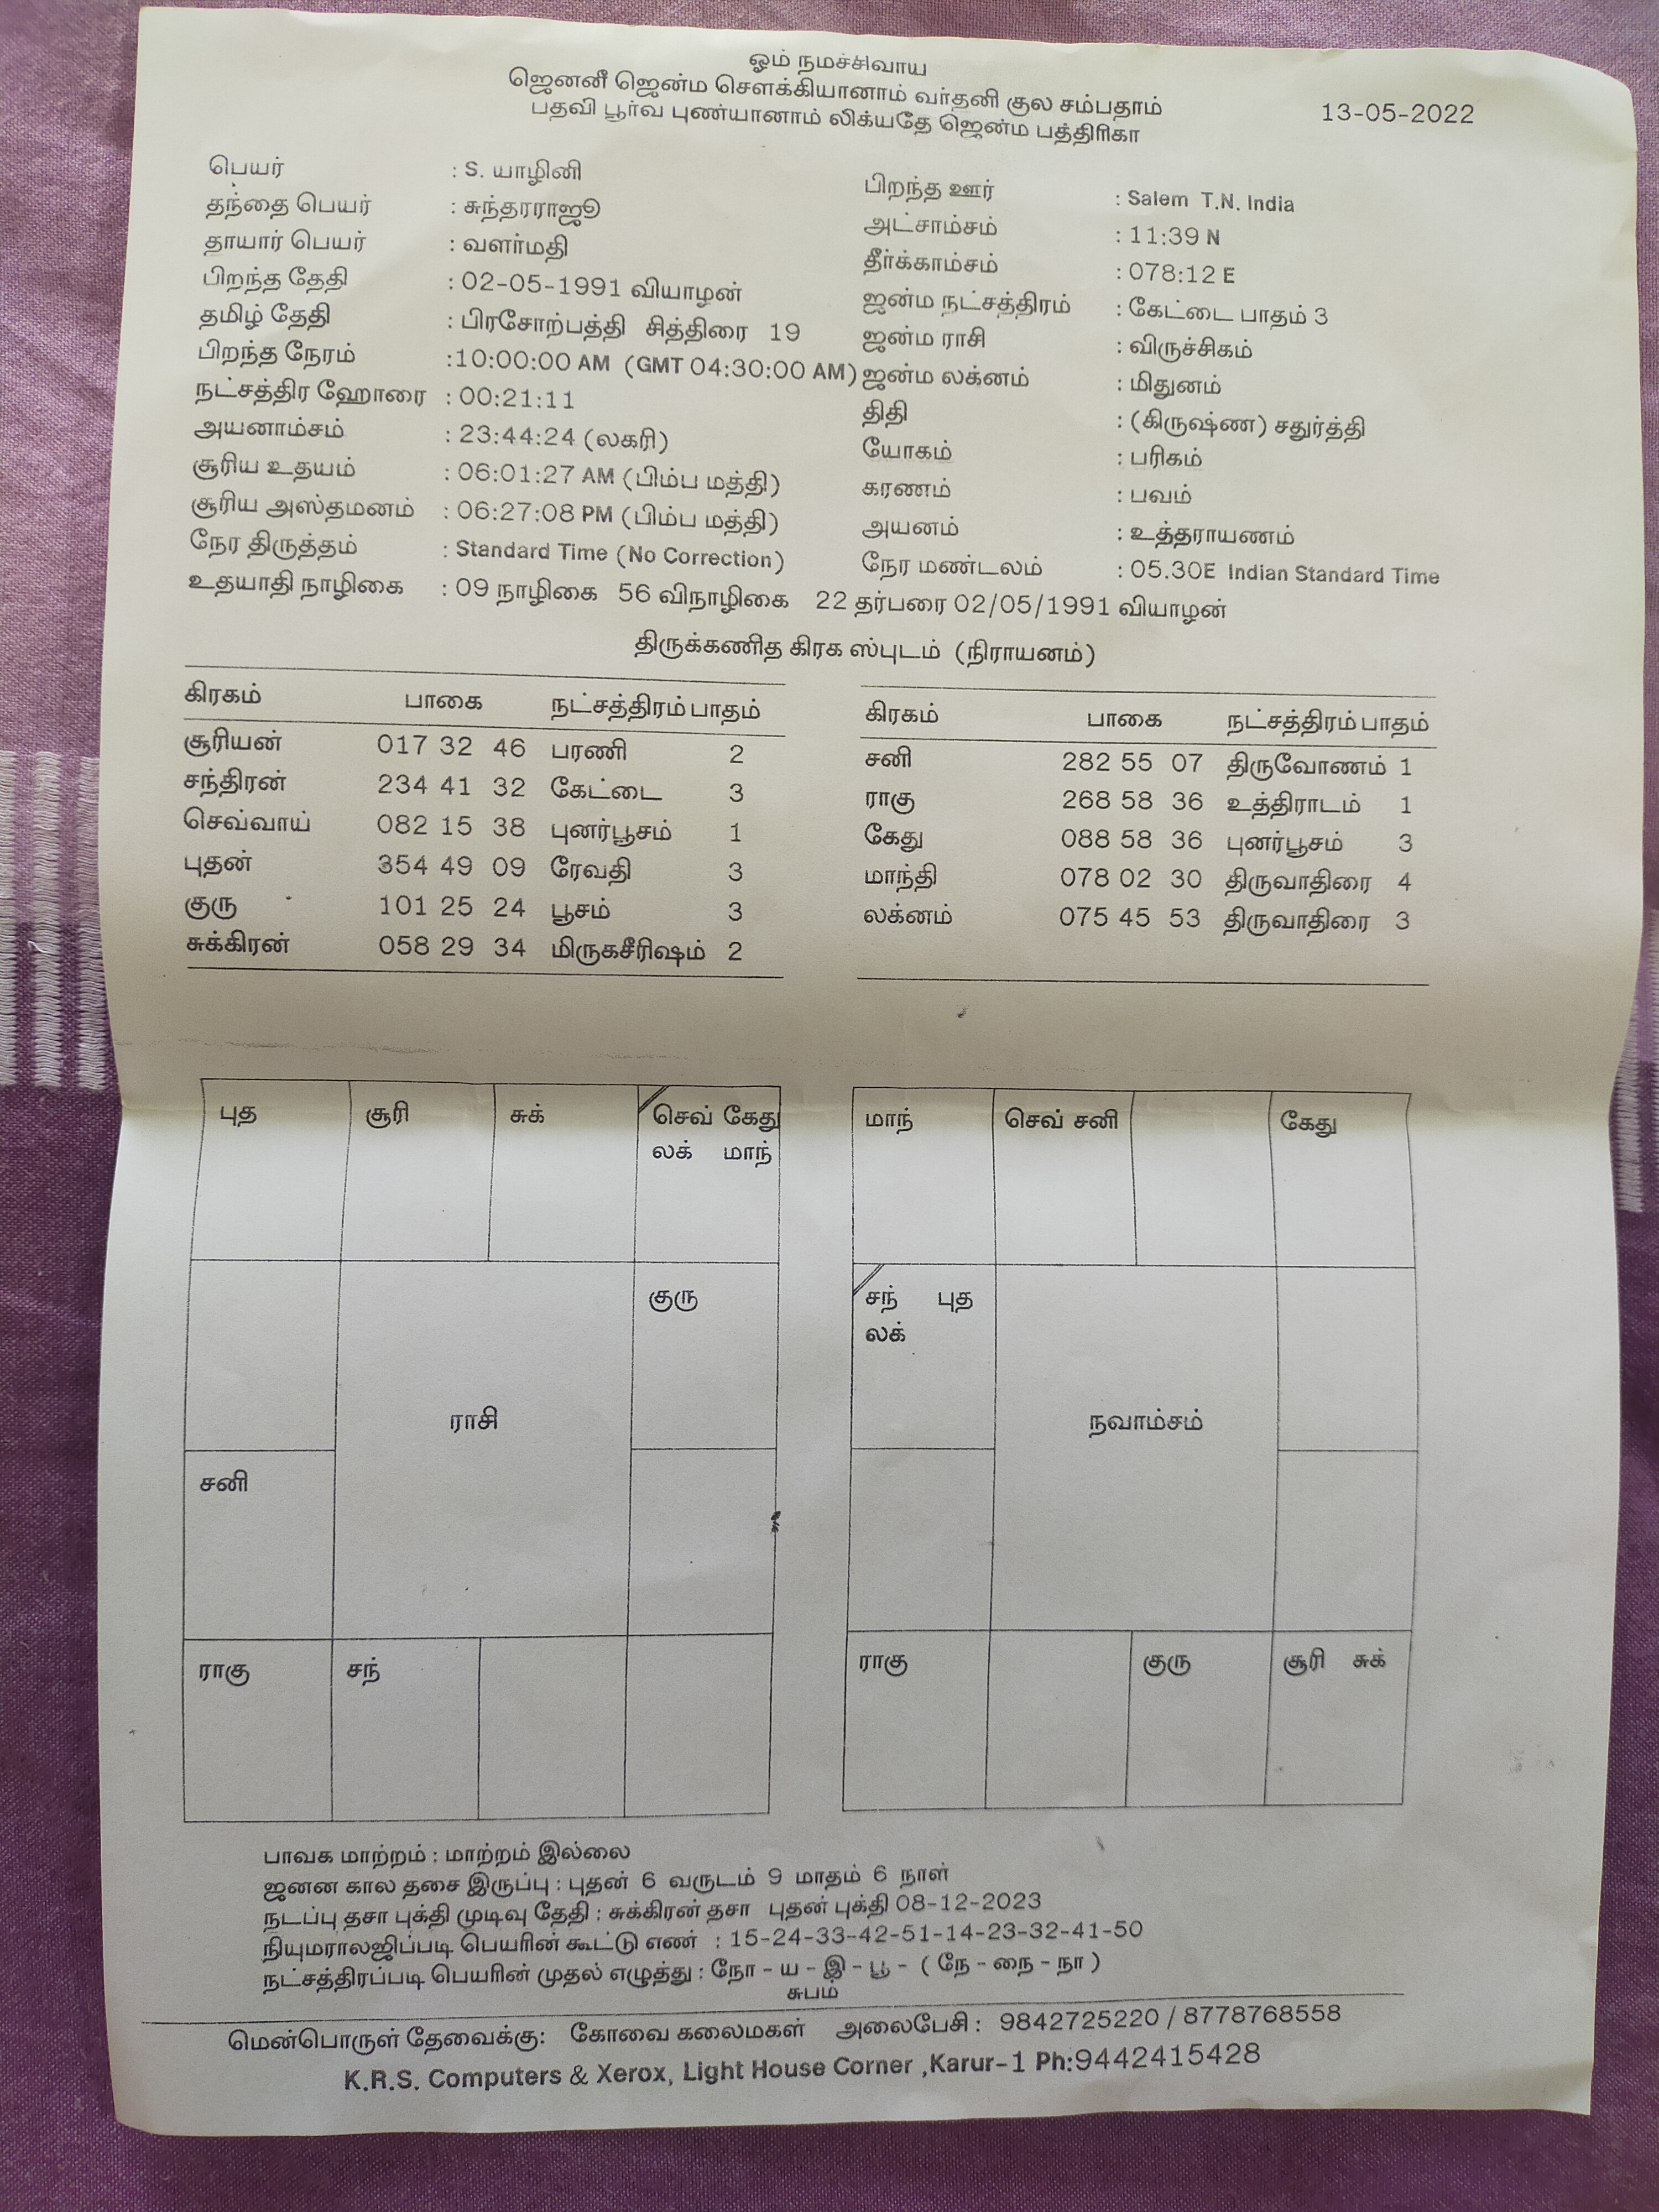 ஓம் நமச்சிவாய
ஜெனனீ ஜென்ம சௌக்கியானாம் வர்தனி குல சம்பதாம்
பதவி பூர்வ புண்யானாம் லிக்யதே ஜென்ம பத்திரிகா
13-05-2022
பெயர் : S. யாழினி
தந்தை பெயர் : சுந்தரராஜூ
தாயார் பெயர் : வளர்மதி
பிறந்த தேதி : 02-05-1991 வியாழன்
தமிழ் தேதி : பிரசோற்பத்தி சித்திரை 19
பிறந்த நேரம் :10:00:00 AM (GMT 04:30:00 AM)
நட்சத்திர ஹோரை : 00:21:11
அயனாம்சம் : 23:44:24 (லகரி)
சூரிய உதயம் : 06:01:27 AM (பிம்ப மத்தி)
சூரிய அஸ்தமனம் : 06:27:08 PM (பிம்ப மத்தி)
நேர திருத்தம் : Standard Time (No Correction)
உதயாதி நாழிகை : 09 நாழிகை 56 விநாழிகை 22 தர்பரை 02/05/1991 வியாழன்
பிறந்த ஊர் : Salem T.N. India
அட்சாம்சம் : 11:39 N
தீர்க்காம்சம் : 078:12 E
ஜன்ம நட்சத்திரம் : கேட்டை பாதம் 3
ஜன்ம ராசி : விருச்சிகம்
ஜன்ம லக்னம் : மிதுனம்
திதி : (கிருஷ்ண) சதுர்த்தி
யோகம் : பரிகம்
கரணம் : பவம்
அயனம் : உத்தராயணம்
நேர மண்டலம் : 05.30E Indian Standard Time
திருக்கணித கிரக ஸ்புடம் (நிராயனம்)
கிரகம் பாகை நட்சத்திரம் பாதம்
சூரியன் 017 32 46 பரணி 2
சந்திரன் 234 41 32 கேட்டை 3
செவ்வாய் 082 15 38 புனர்பூசம் 1
புதன் 354 49 09 ரேவதி 3
குரு 101 25 24 பூசம் 3
சுக்கிரன் 058 29 34 மிருகசீரிஷம் 2
கிரகம் பாகை நட்சத்திரம் பாதம்
சனி 282 55 07 திருவோணம் 1
ராகு 268 58 36 உத்திராடம் 1
கேது 088 58 36 புனர்பூசம் 3
மாந்தி 078 02 30 திருவாதிரை 4
லக்னம் 075 45 53 திருவாதிரை 3
புத சூரி சுக் செவ் கேது
லக் மாந்
குரு
ராசி
சனி
ராகு சந்
மாந் செவ் சனி கேது
சந் புத
லக்
நவாம்சம்
ராகு குரு சூரி சுக்
பாவக மாற்றம் : மாற்றம் இல்லை
ஜனன கால தசை இருப்பு : புதன் 6 வருடம் 9 மாதம் 6 நாள்
நடப்பு தசா புக்தி முடிவு தேதி : சுக்கிரன் தசா புதன் புக்தி 08-12-2023
நியுமராலஜிப்படி பெயரின் கூட்டு எண் : 15-24-33-42-51-14-23-32-41-50
நட்சத்திரப்படி பெயரின் முதல் எழுத்து : நோ - ய - இ - பூ - ( நே - நை - நா )
சுபம்
மென்பொருள் தேவைக்கு: கோவை கலைமகள் அலைபேசி : 9842725220 / 8778768558
K.R.S. Computers & Xerox, Light House Corner ,Karur-1 Ph:9442415428